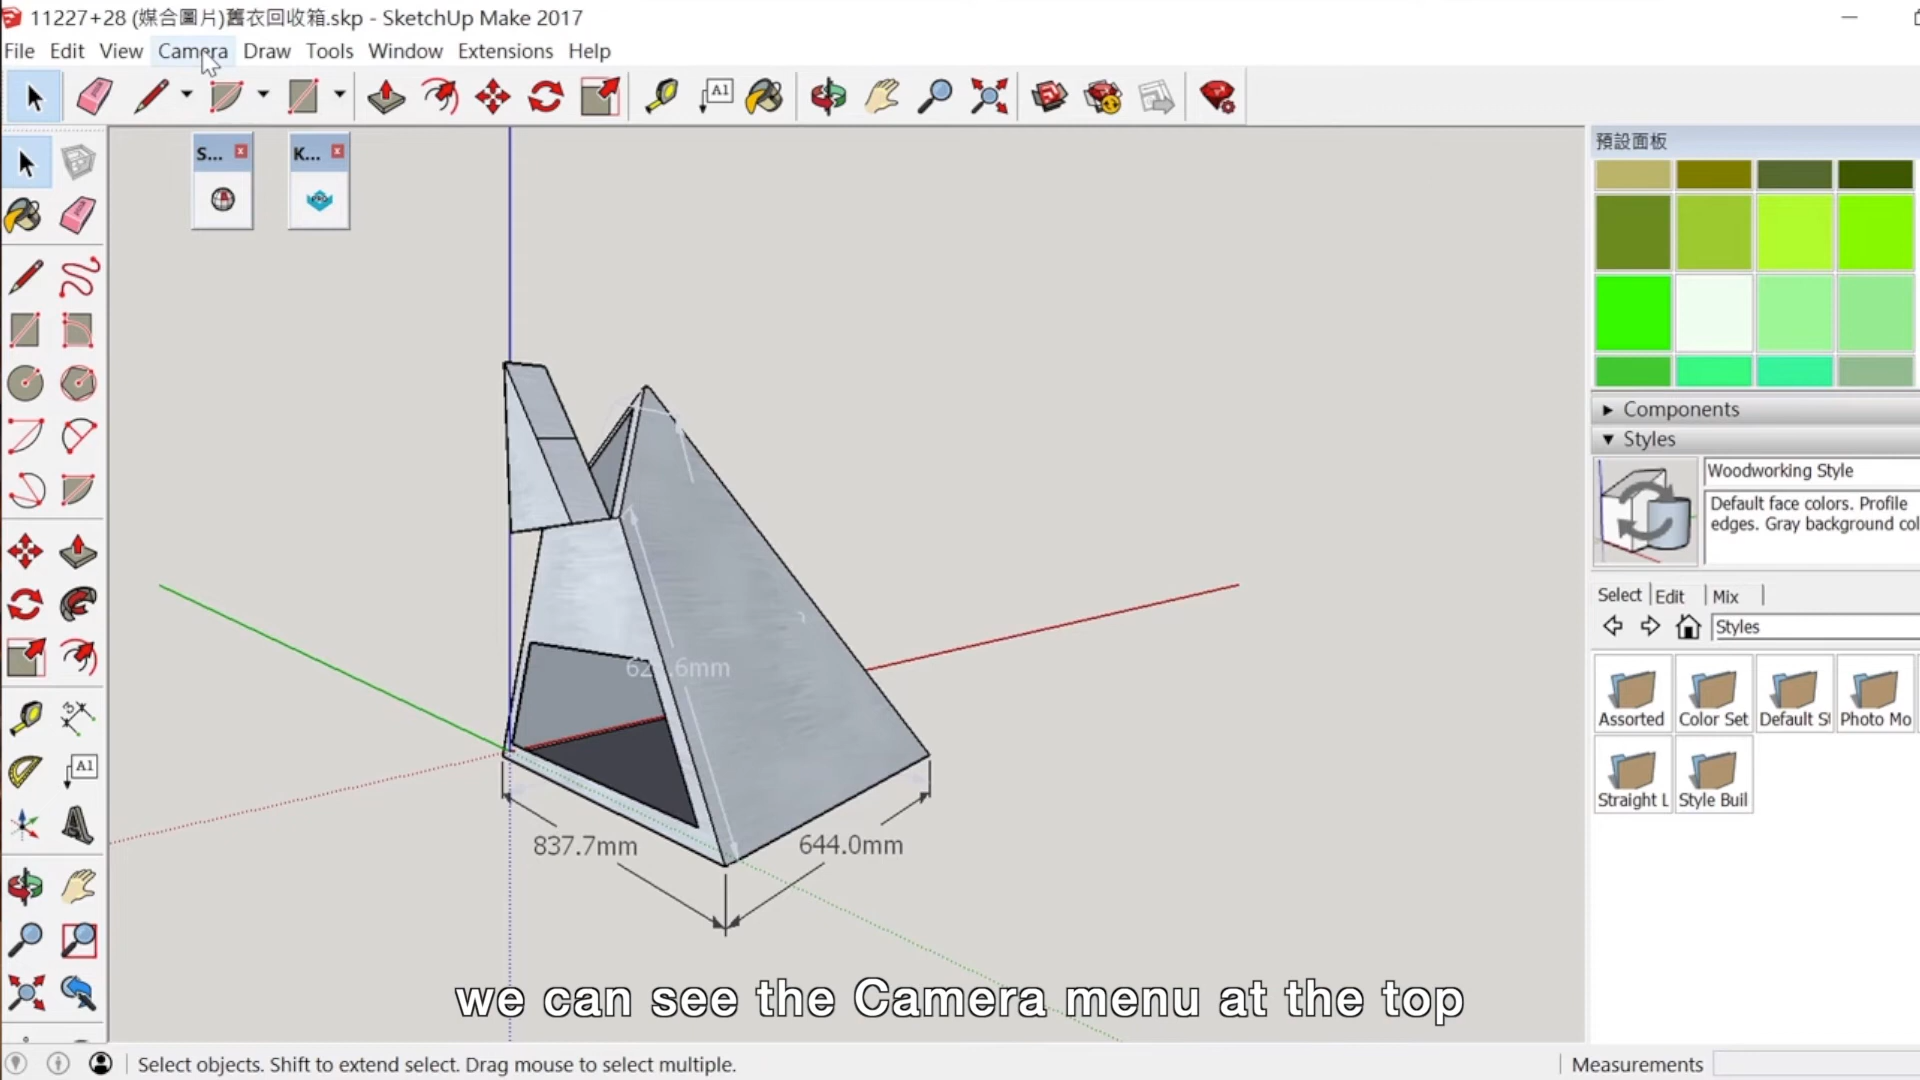 11227+28 (媒合圖片)舊衣回收箱.skp - SketchUp Make 2017
File Edit View Camera Draw Tools Window Extensions Help
A1
S...
K...
預設面板
Components
Styles
Woodworking Style
Default face colors. Profile
edges. Gray background col
Select Edit Mix
Styles
Assorted Color Set Default S Photo Mo
Straight L Style Buil
A1
837.7mm
644.0mm
we can see the Camera menu at the top
Select objects. Shift to extend select. Drag mouse to select multiple.
Measurements